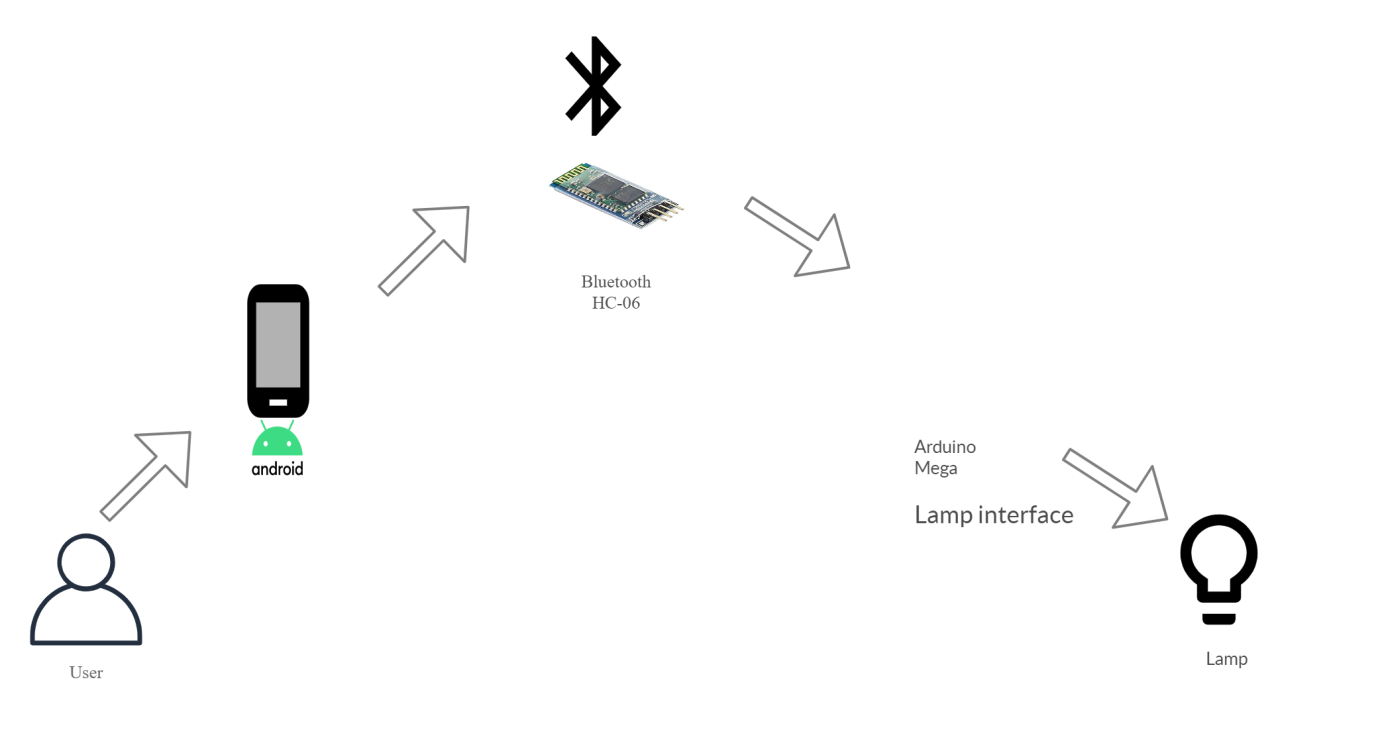 Bluetooth
HC-06
android
Arduino
Mega
Lamp interface
User
Lamp